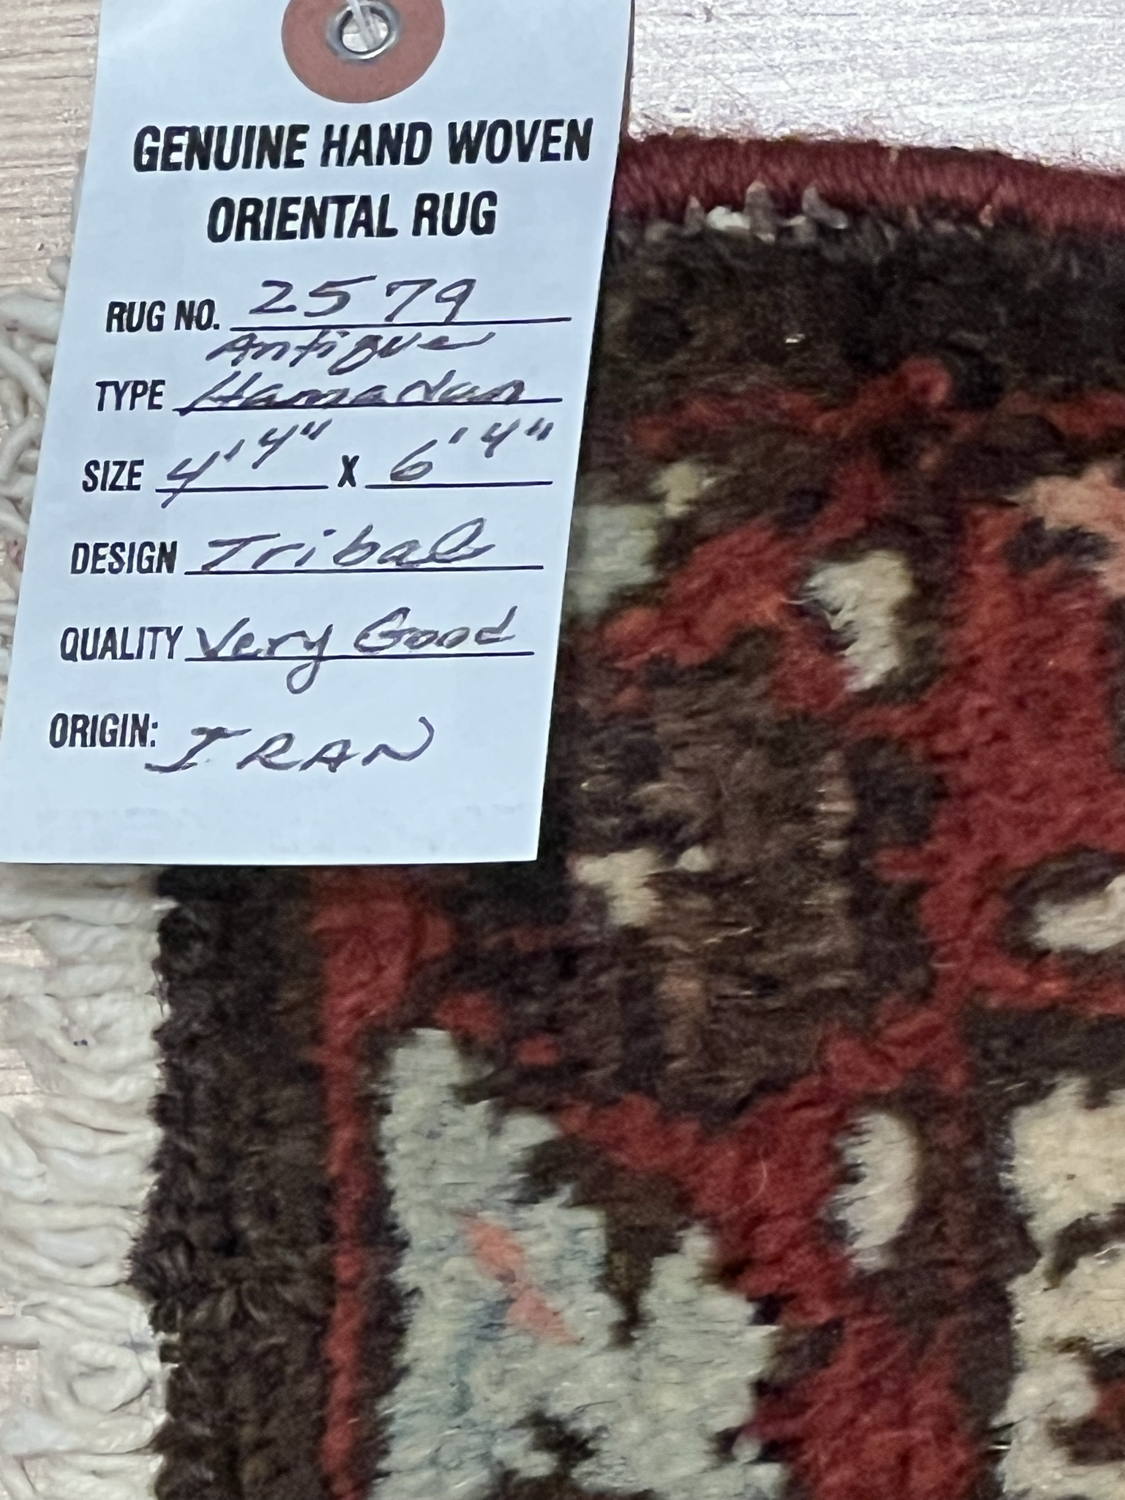 GENUINE HAND WOVEN
ORIENTAL RUG
RUG NO. 2579
Antique
TYPE Hamadan
SIZE 4'4" X 6'4"
DESIGN Tribal
QUALITY Very Good
ORIGIN: IRAN